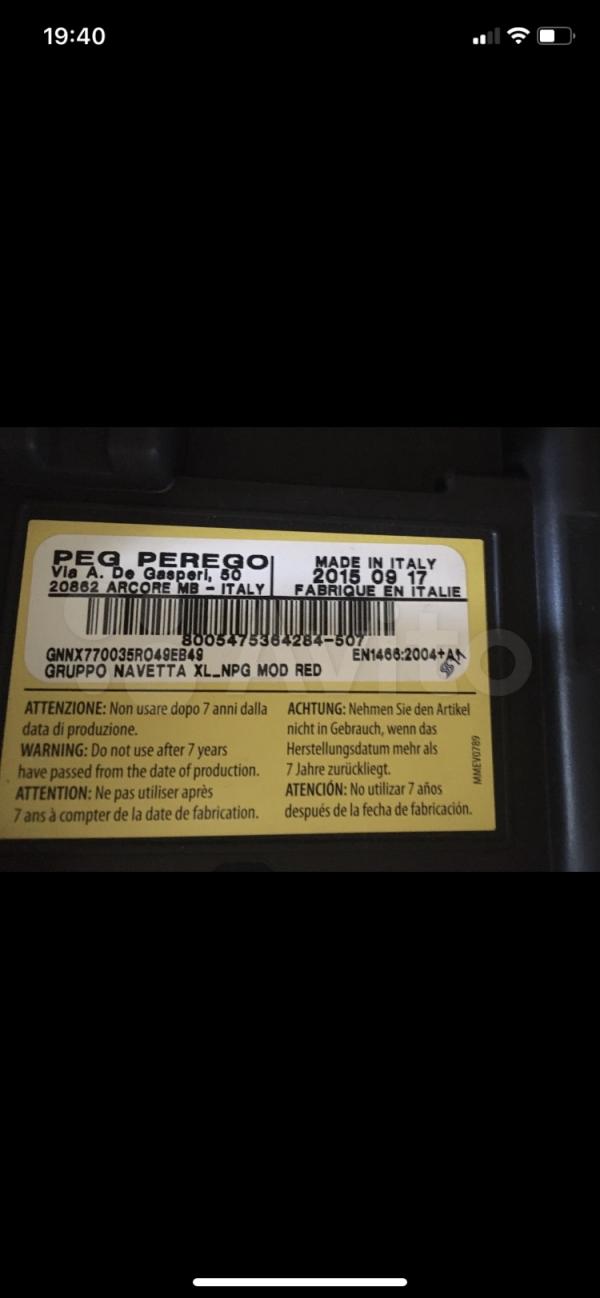 19:40
PEG PEREGO
Via A. De Gasperi, 50
20862 ARCORE MB - ITALY
MADE IN ITALY
2015 09 17
FABRIQUE EN ITALIE
8005475364284-507
GNNX770035RO49EB49
EN1466:2004+A1
GRUPPO NAVETTA XL_NPG MOD RED
ATTENZIONE: Non usare dopo 7 anni dalla
data di produzione.
WARNING: Do not use after 7 years
have passed from the date of production.
ATTENTION: Ne pas utiliser après
7 ans à compter de la date de fabrication.
ACHTUNG: Nehmen Sie den Artikel
nicht in Gebrauch, wenn das
Herstellungsdatum mehr als
7 Jahre zurückliegt.
ATENCIÓN: No utilizar 7 años
después de la fecha de fabricación.
MMEV0789
Avito